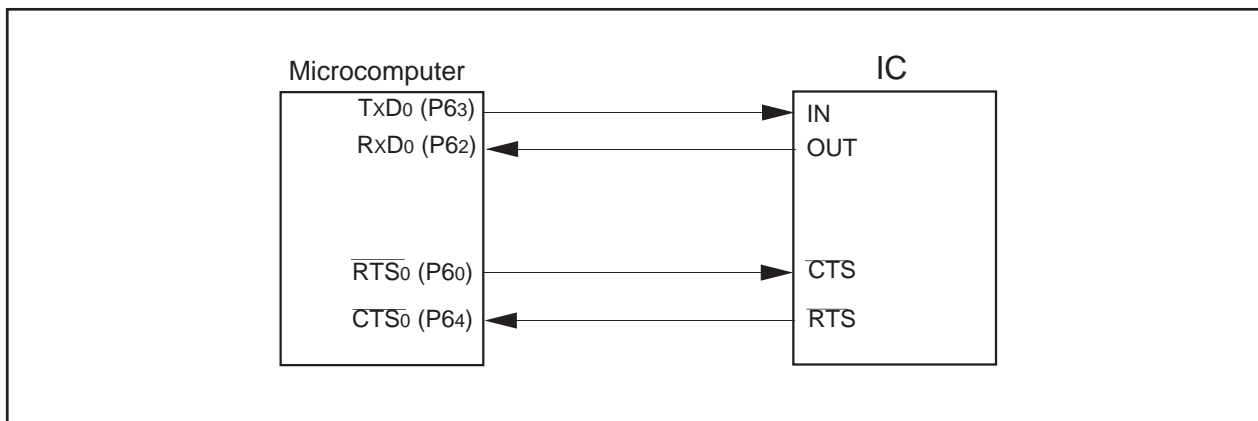 Microcomputer
TxD0 (P63)
RxD0 (P62)
RTS0 (P60)
CTS0 (P64)
IC
IN
OUT
CTS
RTS